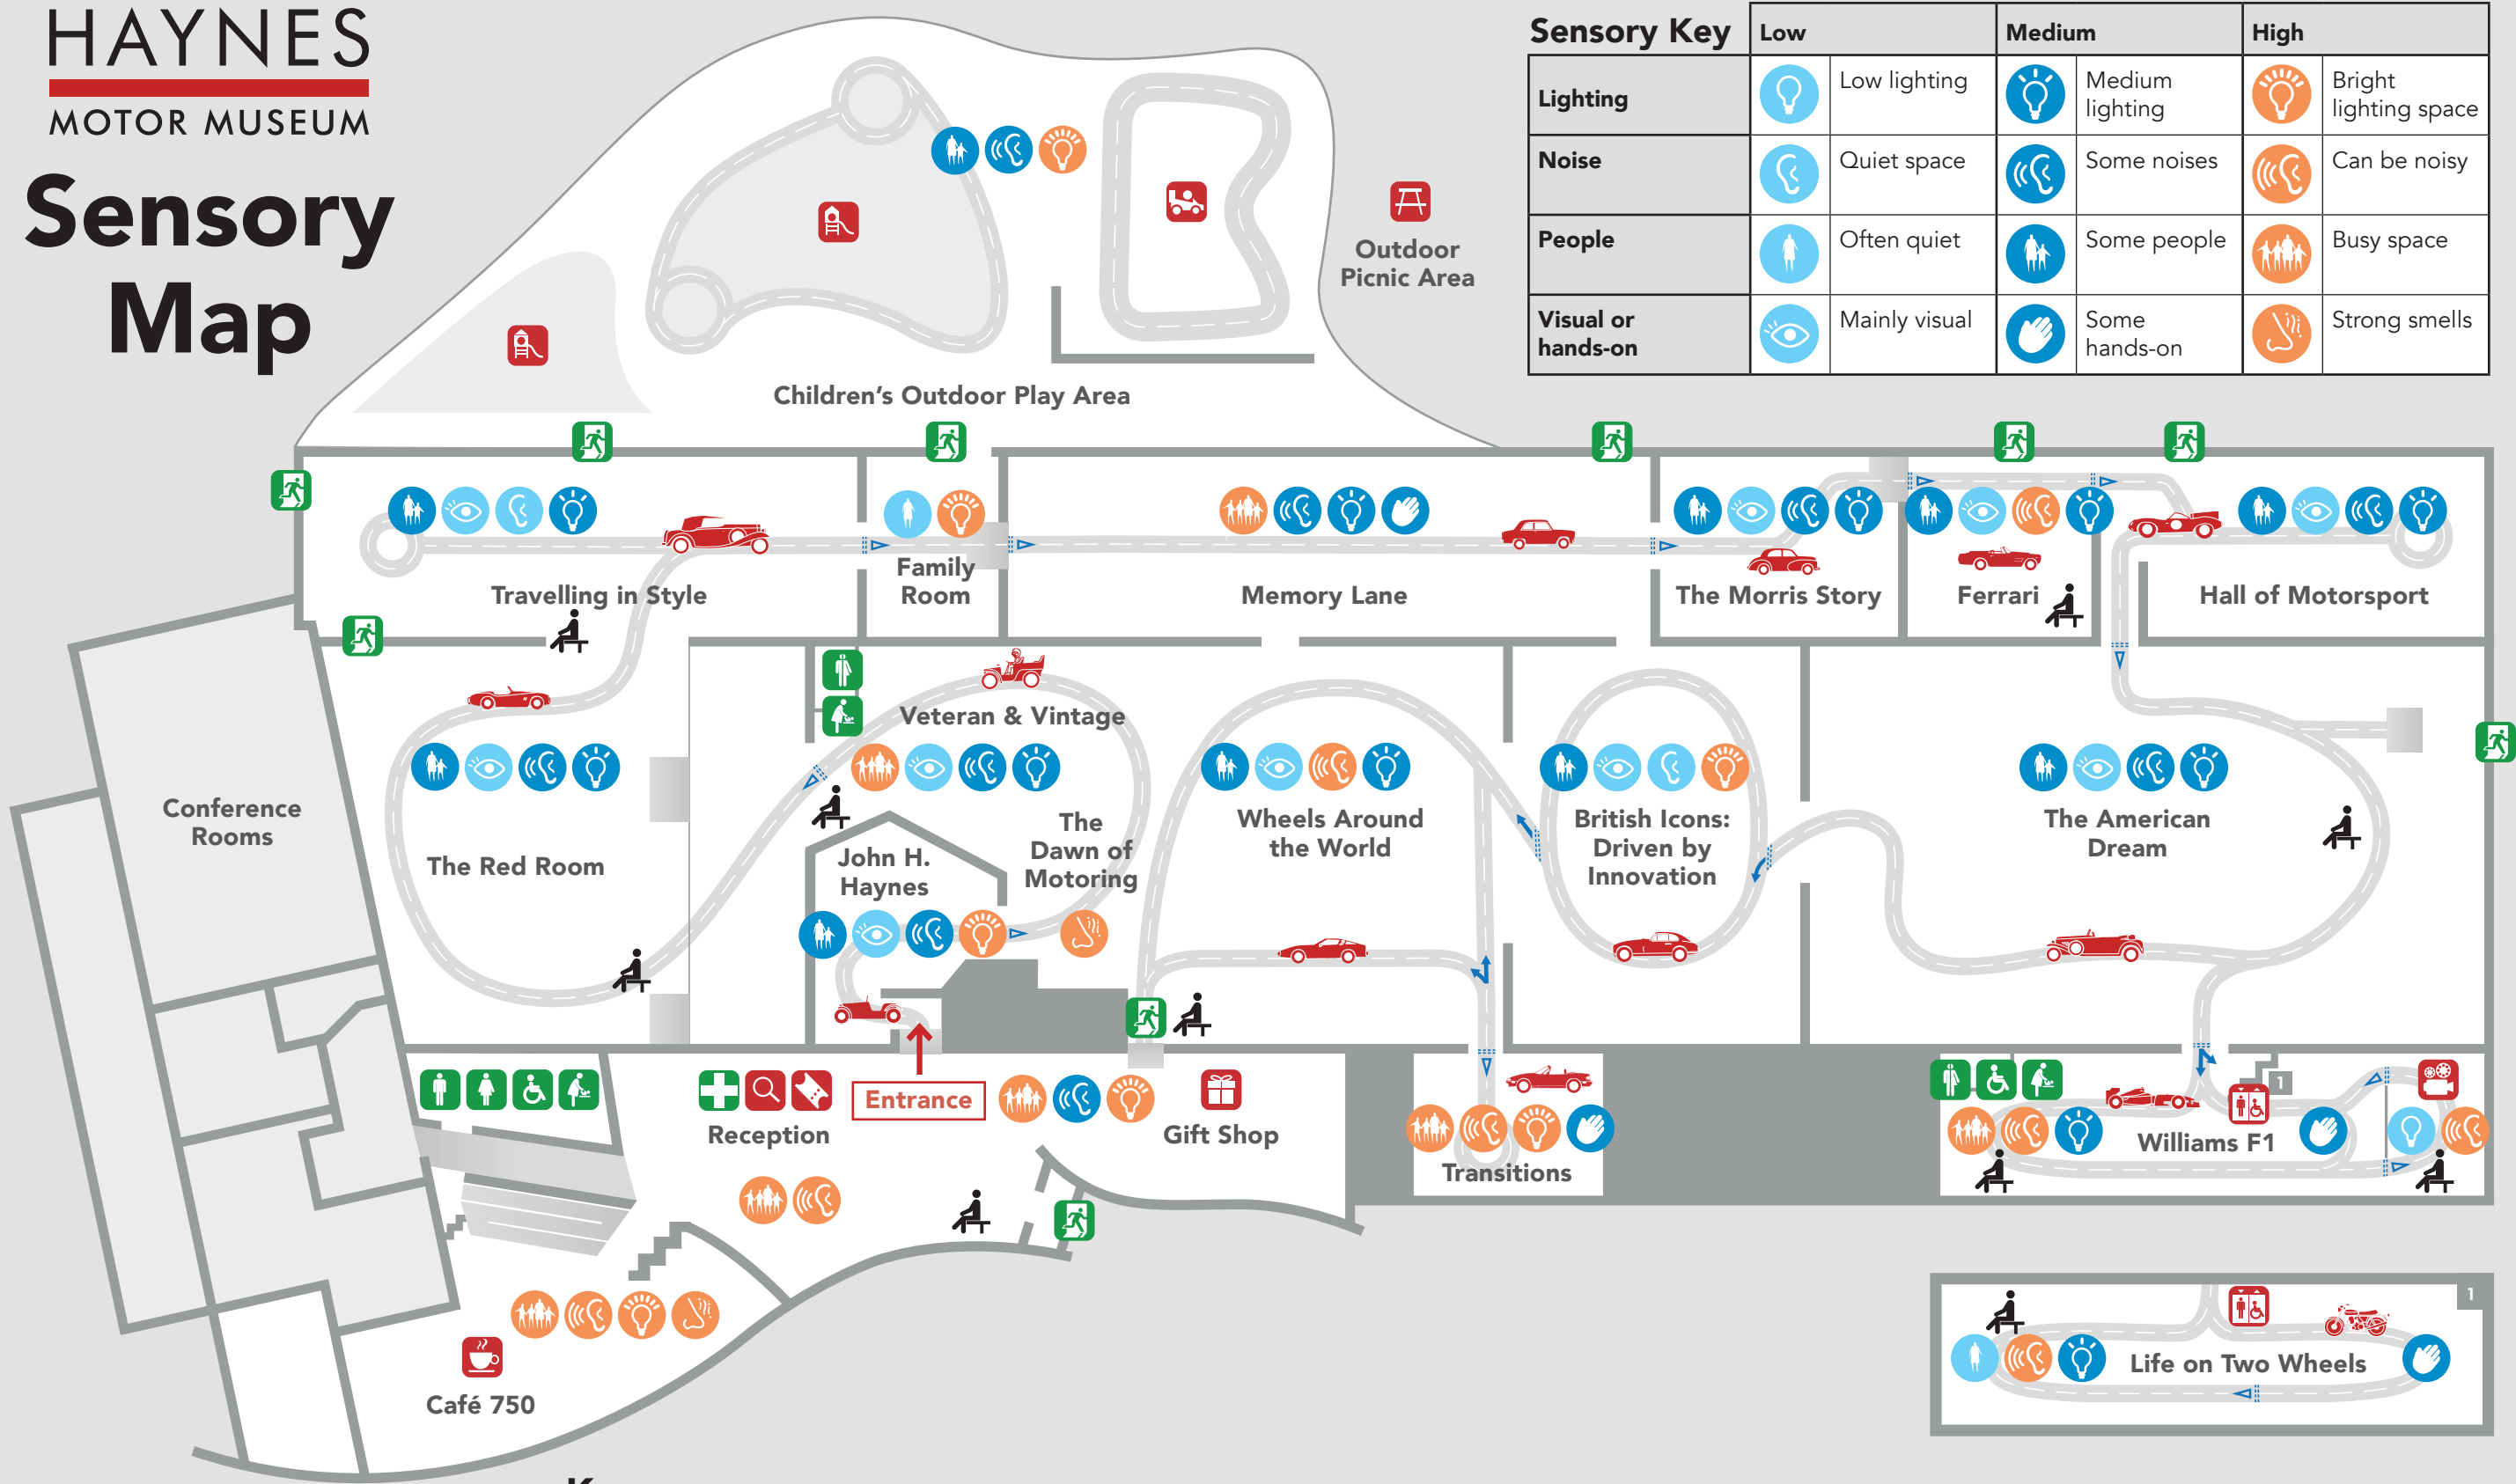 HAYNES
MOTOR MUSEUM
Sensory
Map
Sensory Key
Low
Medium
High
Lighting
Low lighting
Medium
lighting
Bright
lighting space
Noise
Quiet space
Some noises
Can be noisy
People
Often quiet
Some people
Busy space
Visual or
hands-on
Mainly visual
Some
hands-on
Strong smells
Outdoor
Picnic Area
Children's Outdoor Play Area
Travelling in Style
Family
Room
Memory Lane
The Morris Story
Ferrari
Hall of Motorsport
Conference
Rooms
The Red Room
Veteran & Vintage
John H.
Haynes
The
Dawn of
Motoring
Wheels Around
the World
British Icons:
Driven by
Innovation
The American
Dream
Reception
Entrance
Gift Shop
Transitions
1
Williams F1
Café 750
1
Life on Two Wheels